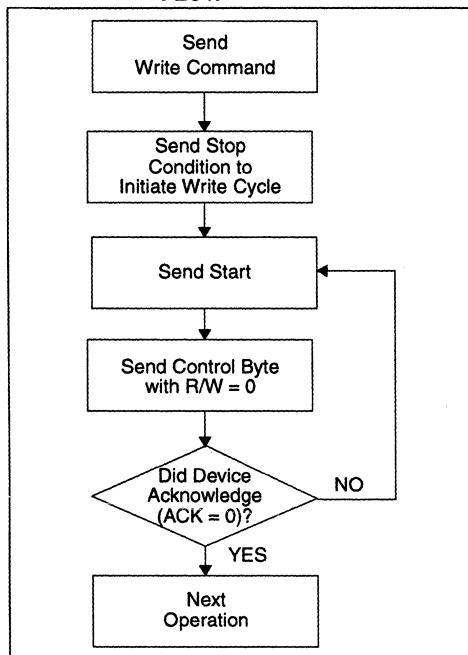 Send
Write Command
Send Stop
Condition to
Initiate Write Cycle
Send Start
Send Control Byte
with R/W = 0
Did Device
Acknowledge
(ACK = 0)?
NO
YES
Next
Operation